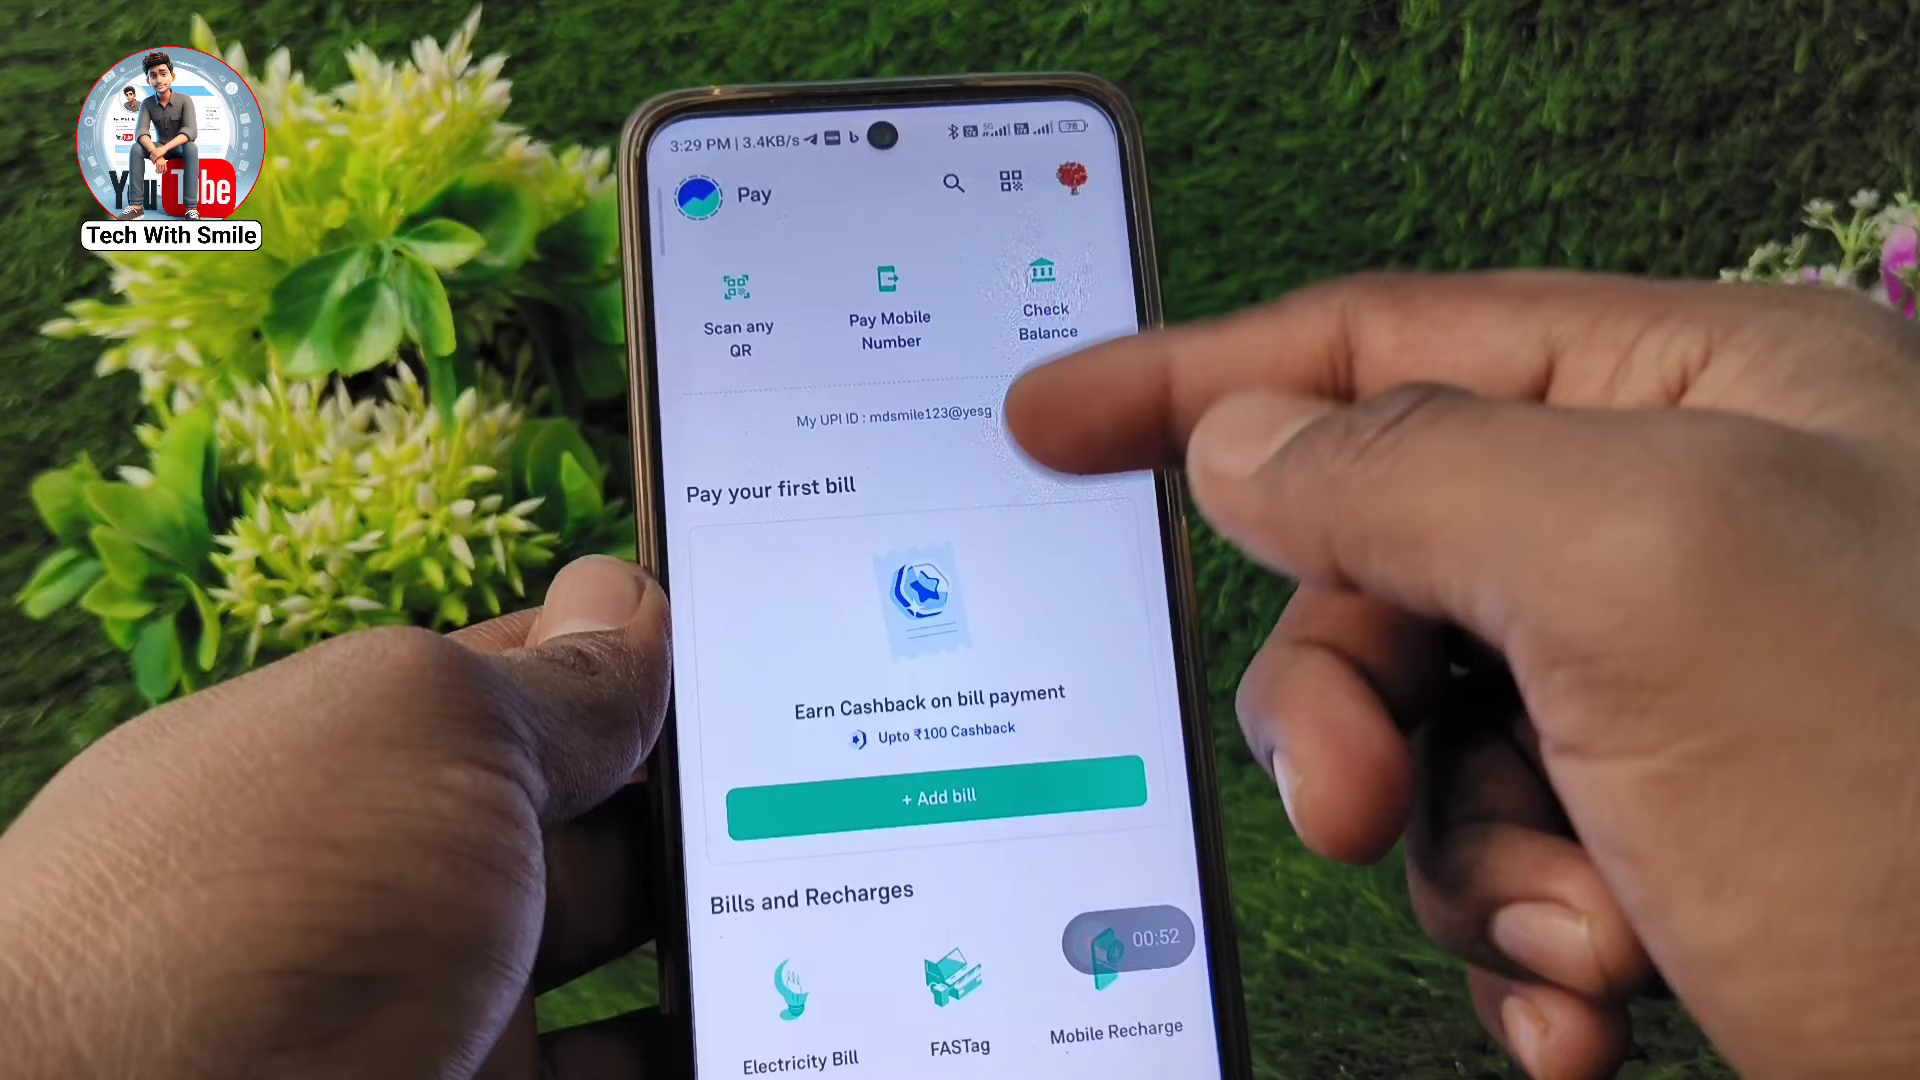 YouTube
Tech With Smile
3:29 PM | 3.4KB/s
78
Pay
Scan any
QR
Pay Mobile
Number
Check
Balance
My UPI ID : mdsmile123@yesg
Pay your first bill
Earn Cashback on bill payment
Upto ₹100 Cashback
+ Add bill
Bills and Recharges
00:52
Electricity Bill
FASTag
Mobile Recharge